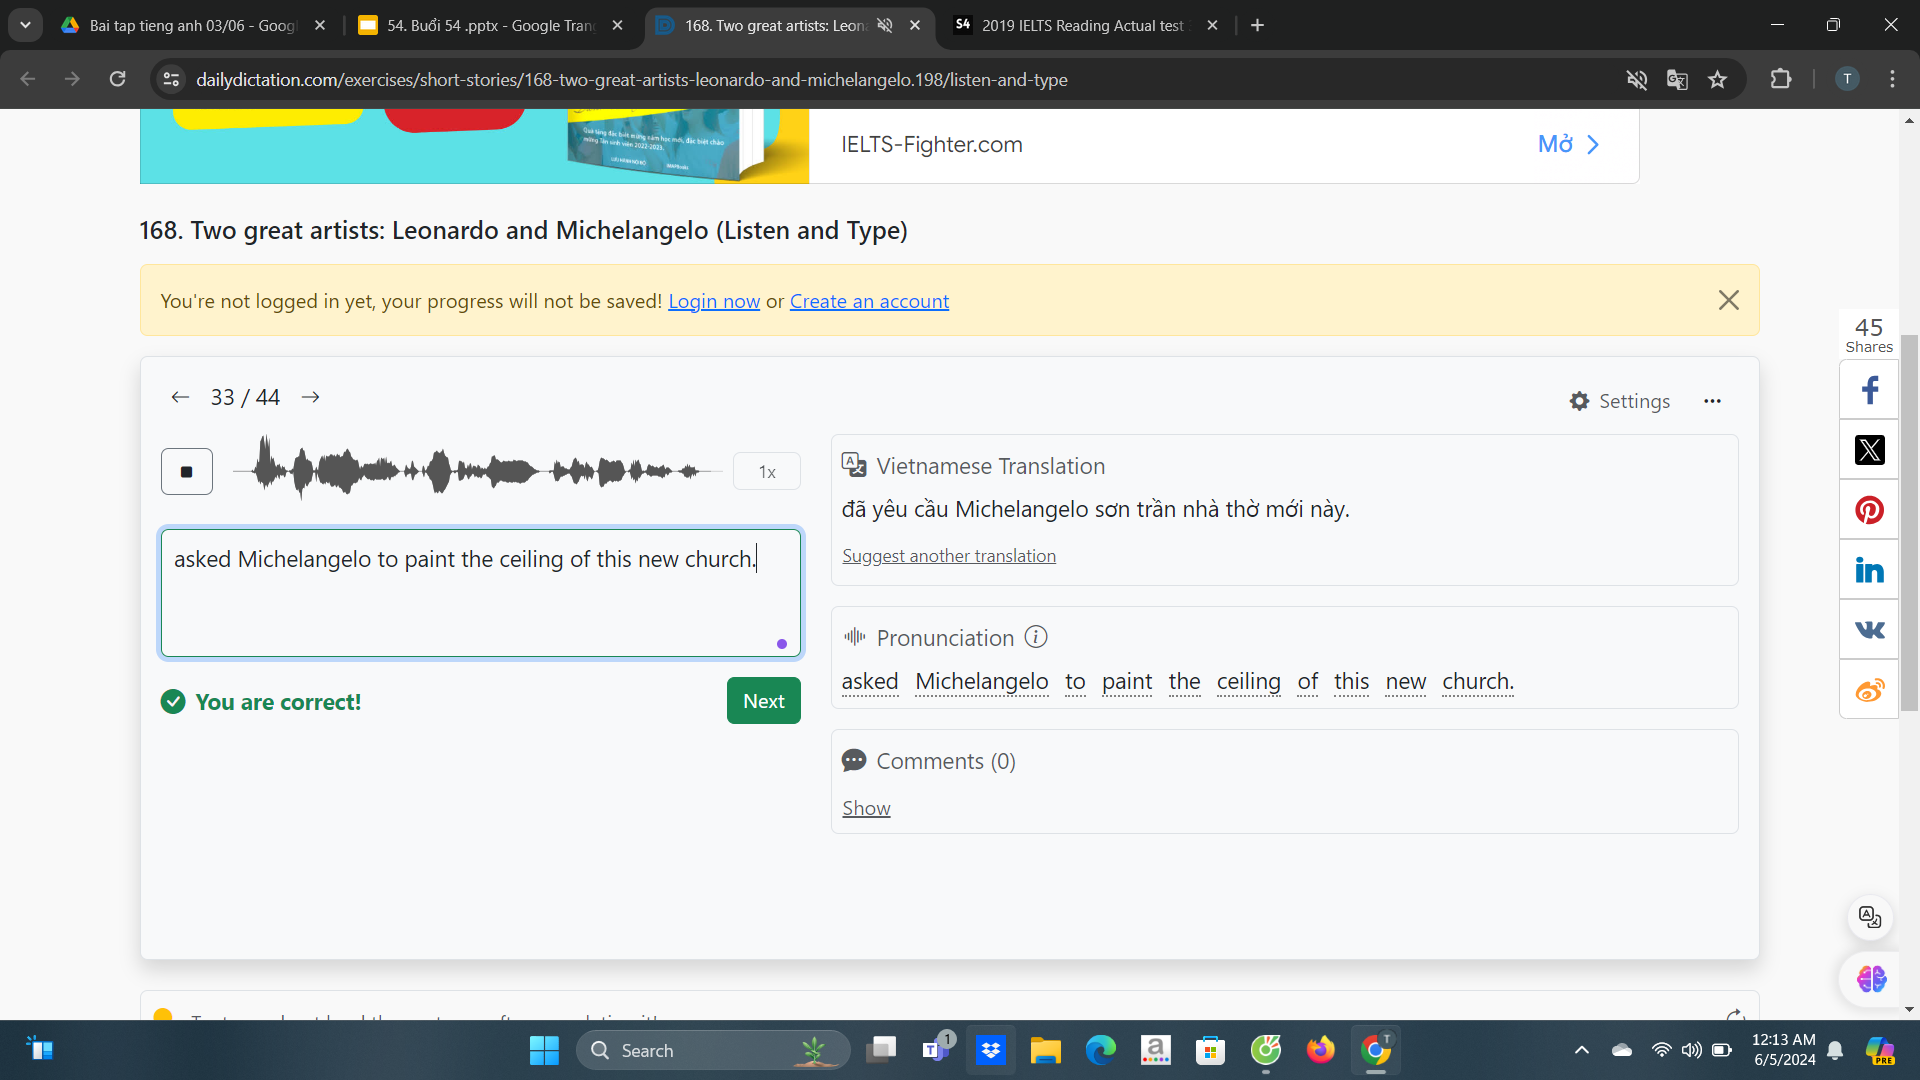 Bai tap tieng anh 03/06 - Googl
54. Buổi 54 .pptx - Google Tran
168. Two great artists: Leon
S4
2019 IELTS Reading Actual test
dailydictation.com/exercises/short-stories/168-two-great-artists-leonardo-and-michelangelo.198/listen-and-type
T
IELTS-Fighter.com
Mở
168. Two great artists: Leonardo and Michelangelo (Listen and Type)
You're not logged in yet, your progress will not be saved! Login now or Create an account
45
Shares
33 / 44
Settings
1x
Vietnamese Translation
đã yêu cầu Michelangelo sơn trần nhà thờ mới này.
Suggest another translation
asked Michelangelo to paint the ceiling of this new church.
Pronunciation
asked Michelangelo to paint the ceiling of this new church.
You are correct!
Next
Comments (0)
Show
Search
1
12:13 AM
6/5/2024
PRE